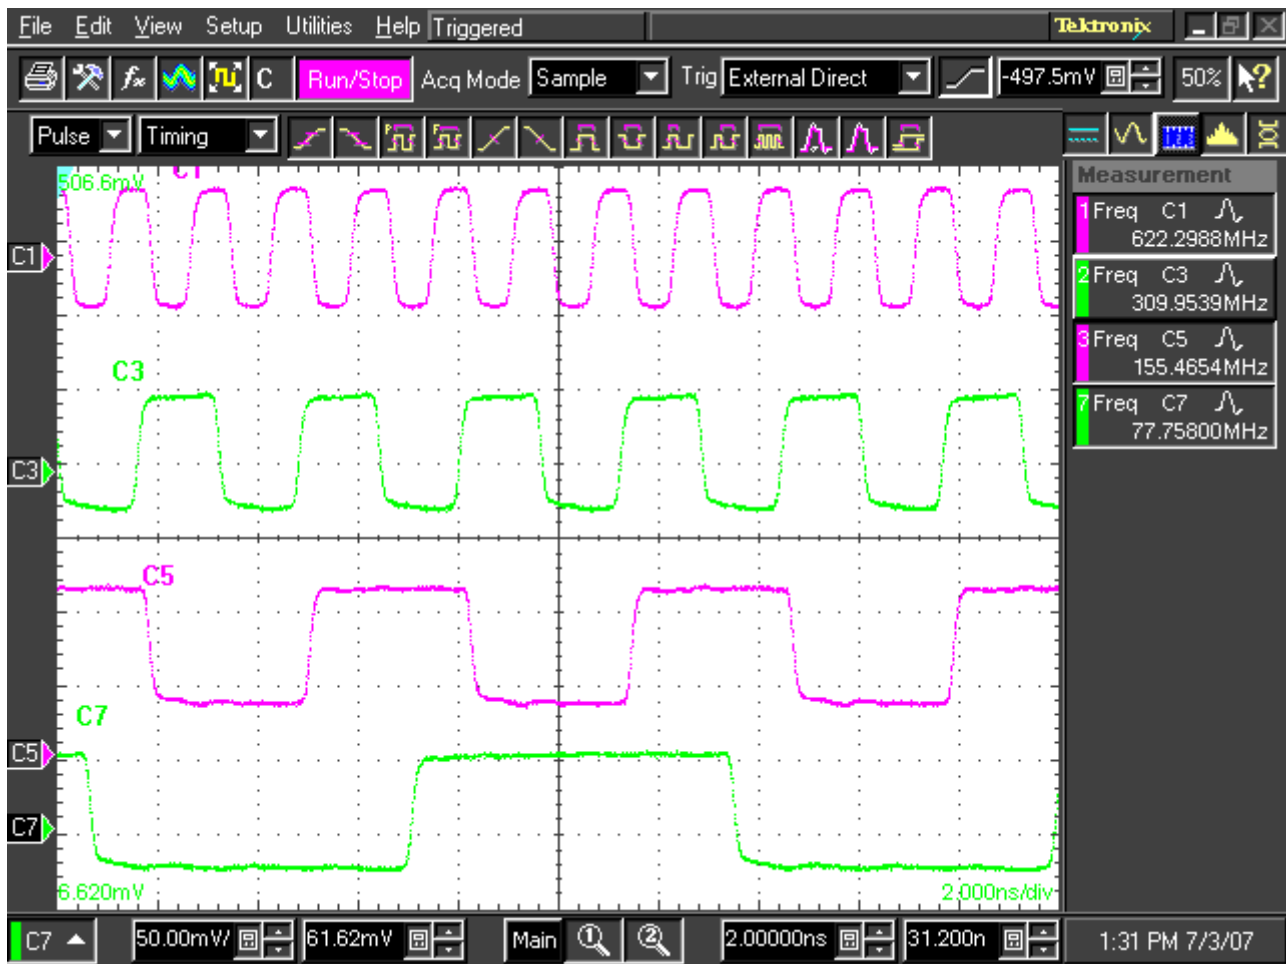 File Edit View Setup Utilities Help Triggered Tektronix
C Run/Stop Acq Mode Sample Trig External Direct -497.5mV 50% ?
Pulse Timing
506.6mV C1
C1
C3
C3
C5
C7
C5
C7
6.620mV 2.000ns/div
Measurement
1 Freq C1
622.2988MHz
2 Freq C3
309.9539MHz
3 Freq C5
155.4654MHz
7 Freq C7
77.75800MHz
C7 50.00mV/ 61.62mV Main 1 2 2.00000ns 31.200n 1:31 PM 7/3/07